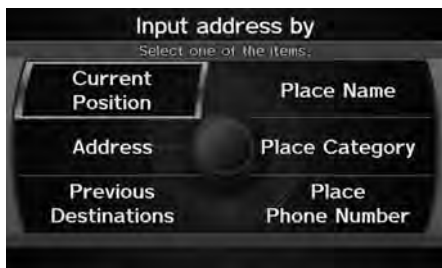 Input address by
Select one of the items.
Current
Position
Place Name
Address
Place Category
Previous
Destinations
Place
Phone Number